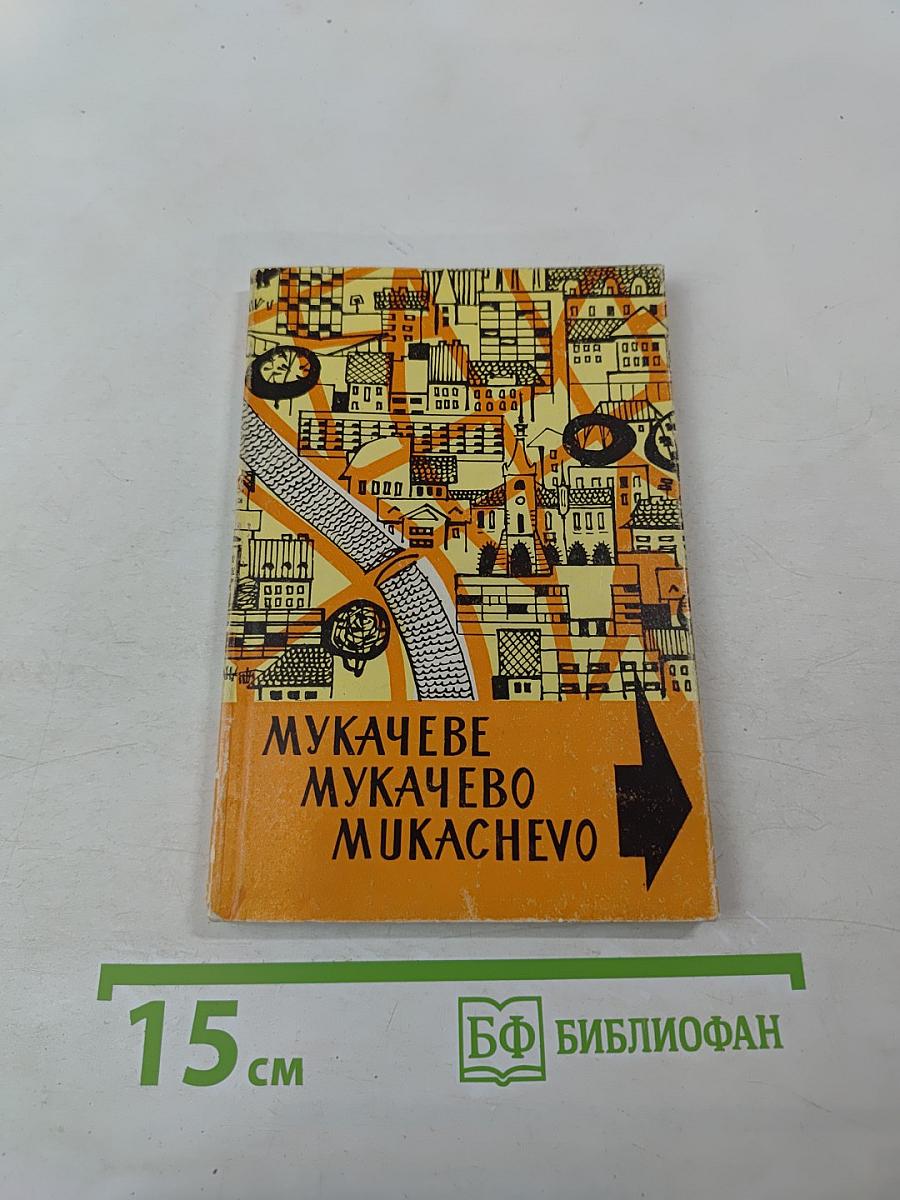 МУКАЧЕВЕ
МУКАЧЕВО
MUKACHEVO
15 см
БФ БИБЛИОФАН